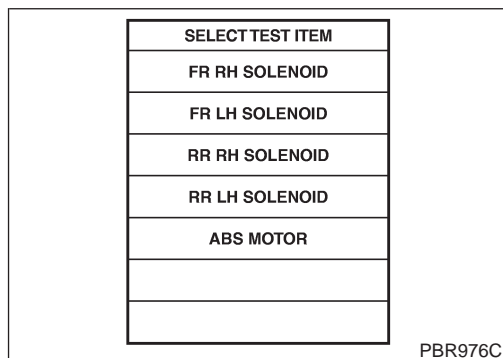 SELECT TEST ITEM
FR RH SOLENOID
FR LH SOLENOID
RR RH SOLENOID
RR LH SOLENOID
ABS MOTOR
PBR976C